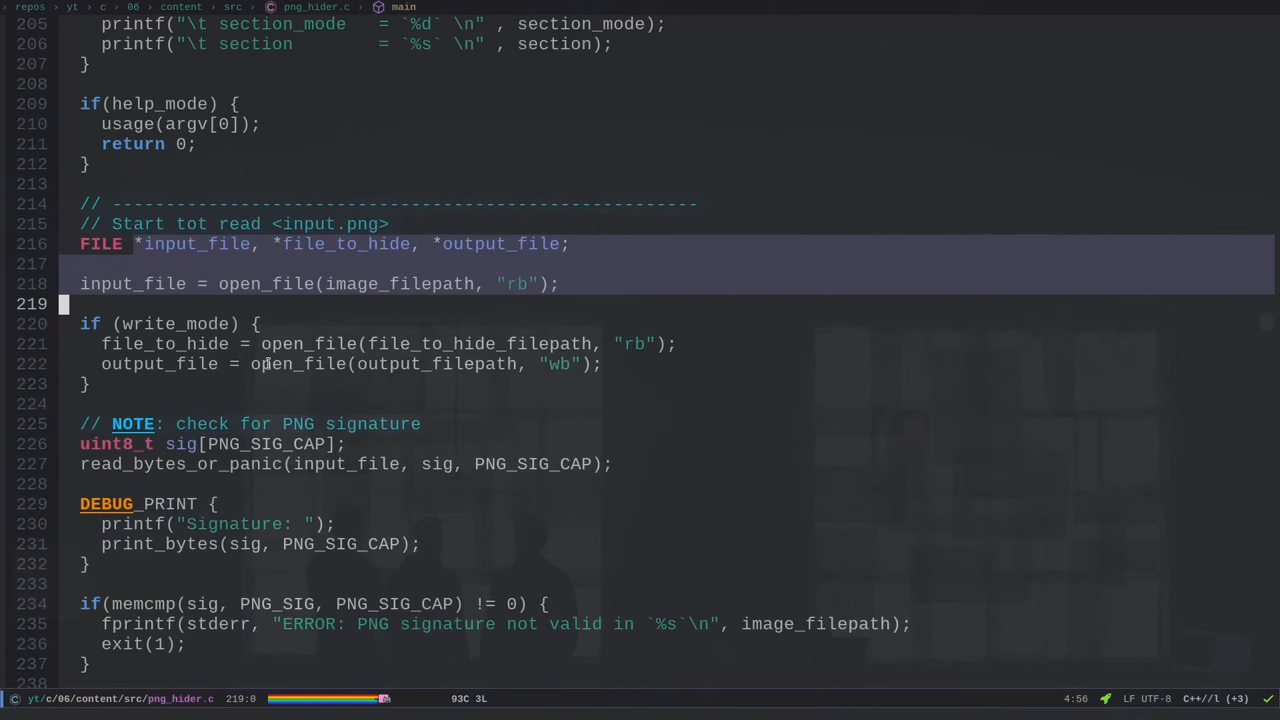 repos › yt › c › 06 › content › src › png_hider.c › main
205 printf("\t section_mode   = `%d` \n" , section_mode);
206 printf("\t section        = `%s` \n" , section);
207 }
208
209 if(help_mode) {
210 usage(argv[0]);
211 return 0;
212 }
213
214 // -------------------------------------------------------
215 // Start tot read <input.png>
216 FILE *input_file, *file_to_hide, *output_file;
217
218 input_file = open_file(image_filepath, "rb");
219
220 if (write_mode) {
221 file_to_hide = open_file(file_to_hide_filepath, "rb");
222 output_file = open_file(output_filepath, "wb");
223 }
224
225 // NOTE: check for PNG signature
226 uint8_t sig[PNG_SIG_CAP];
227 read_bytes_or_panic(input_file, sig, PNG_SIG_CAP);
228
229 DEBUG_PRINT {
230 printf("Signature: ");
231 print_bytes(sig, PNG_SIG_CAP);
232 }
233
234 if(memcmp(sig, PNG_SIG, PNG_SIG_CAP) != 0) {
235 fprintf(stderr, "ERROR: PNG signature not valid in `%s`\n", image_filepath);
236 exit(1);
237 }
238
yt/c/06/content/src/png_hider.c 219:0 93C 3L 4:56 LF UTF-8 C++//l (+3)